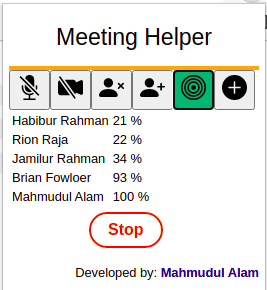 Meeting Helper
Habibur Rahman 21 %
Rion Raja 22 %
Jamilur Rahman 34 %
Brian Fowloer 93 %
Mahmudul Alam 100 %
Stop
Developed by: Mahmudul Alam